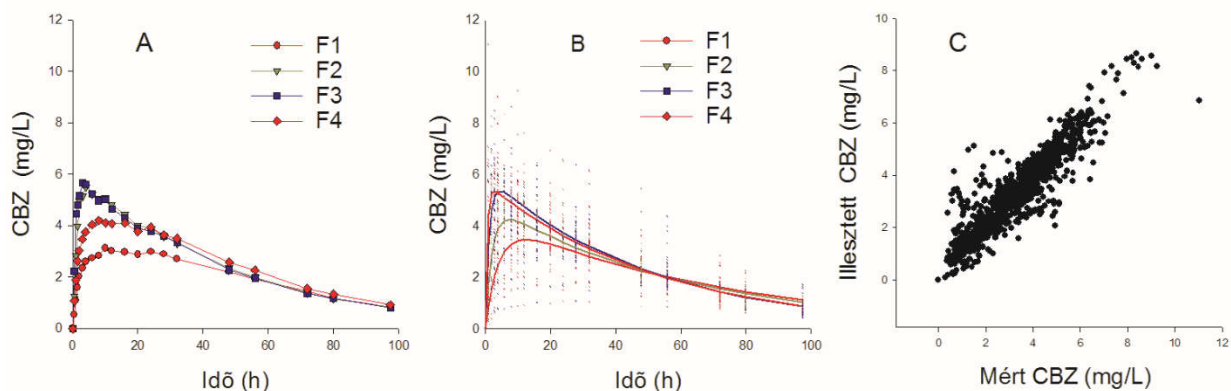 A
F1
F2
F3
F4
12
10
8
6
4
2
0
0 20 40 60 80 100
CBZ (mg/L)
Idő (h)
B
F1
F2
F3
F4
12
10
8
6
4
2
0
0 20 40 60 80 100
CBZ (mg/L)
Idő (h)
C
10
8
6
4
2
0
0 2 4 6 8 10 12
Illesztett CBZ (mg/L)
Mért CBZ (mg/L)